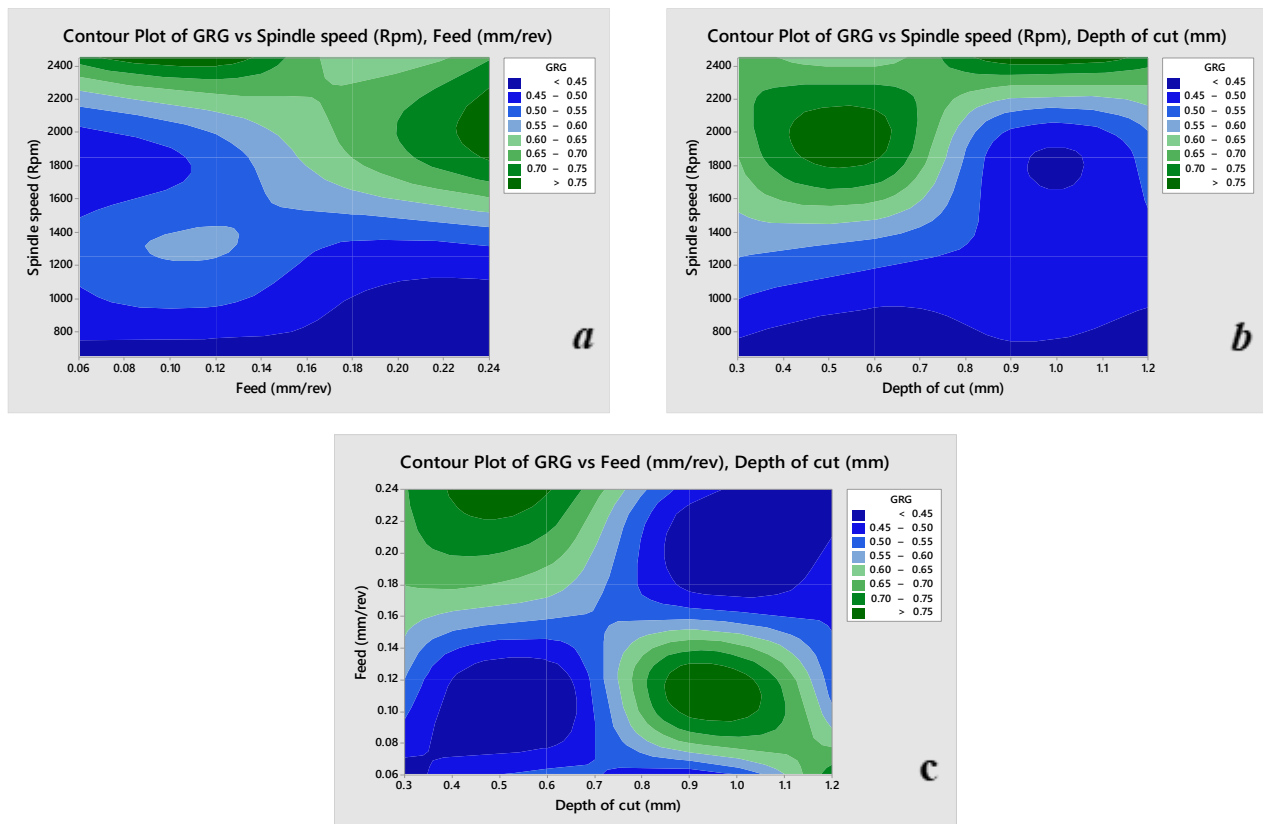 Contour Plot of GRG vs Spindle speed (Rpm), Feed (mm/rev)
GRG
< 0.45
0.45 – 0.50
0.50 – 0.55
0.55 – 0.60
0.60 – 0.65
0.65 – 0.70
0.70 – 0.75
> 0.75
Spindle speed (Rpm)
2400
2200
2000
1800
1600
1400
1200
1000
800
0.06 0.08 0.10 0.12 0.14 0.16 0.18 0.20 0.22 0.24
Feed (mm/rev)
a
Contour Plot of GRG vs Spindle speed (Rpm), Depth of cut (mm)
GRG
< 0.45
0.45 – 0.50
0.50 – 0.55
0.55 – 0.60
0.60 – 0.65
0.65 – 0.70
0.70 – 0.75
> 0.75
Spindle speed (Rpm)
2400
2200
2000
1800
1600
1400
1200
1000
800
0.3 0.4 0.5 0.6 0.7 0.8 0.9 1.0 1.1 1.2
Depth of cut (mm)
b
Contour Plot of GRG vs Feed (mm/rev), Depth of cut (mm)
GRG
< 0.45
0.45 – 0.50
0.50 – 0.55
0.55 – 0.60
0.60 – 0.65
0.65 – 0.70
0.70 – 0.75
> 0.75
Feed (mm/rev)
0.24
0.22
0.20
0.18
0.16
0.14
0.12
0.10
0.08
0.06
0.3 0.4 0.5 0.6 0.7 0.8 0.9 1.0 1.1 1.2
Depth of cut (mm)
c